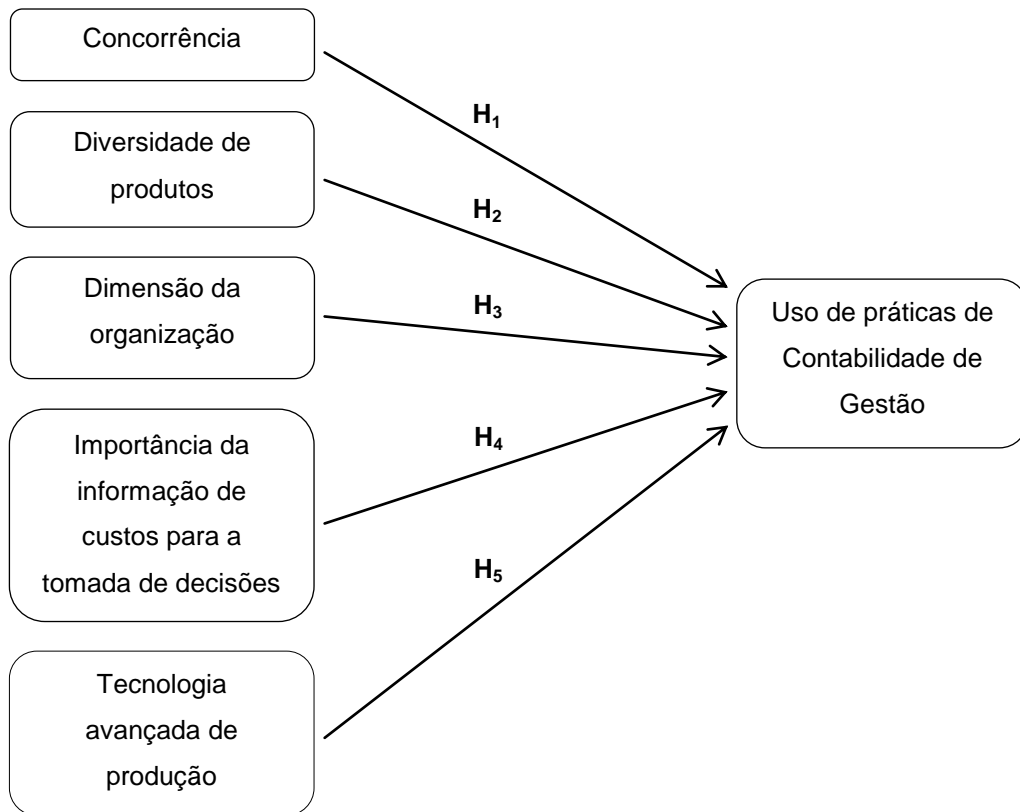 Concorrência
H1
Diversidade de
produtos
H2
Dimensão da
organização
H3
Uso de práticas de
Contabilidade de
Gestão
Importância da
informação de
custos para a
tomada de decisões
H4
Tecnologia
avançada de
produção
H5